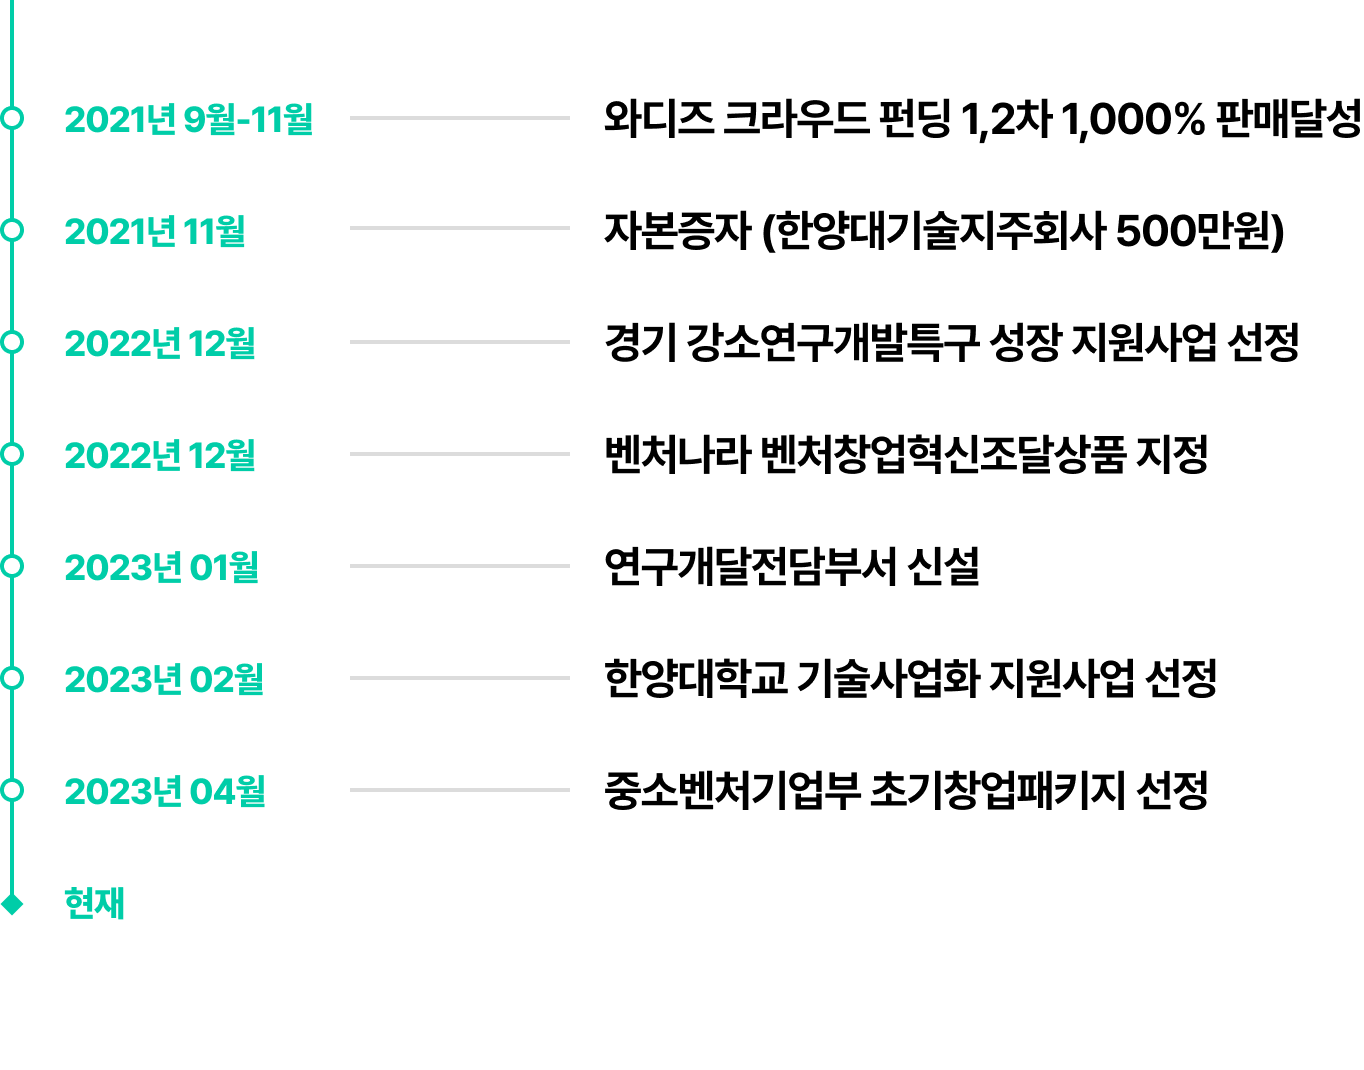 2021년 9월-11월 와디즈 크라우드 펀딩 1,2차 1,000% 판매달성
2021년 11월 자본증자 (한양대기술지주회사 500만원)
2022년 12월 경기 강소연구개발특구 성장 지원사업 선정
2022년 12월 벤처나라 벤처창업혁신조달상품 지정
2023년 01월 연구개달전담부서 신설
2023년 02월 한양대학교 기술사업화 지원사업 선정
2023년 04월 중소벤처기업부 초기창업패키지 선정
현재